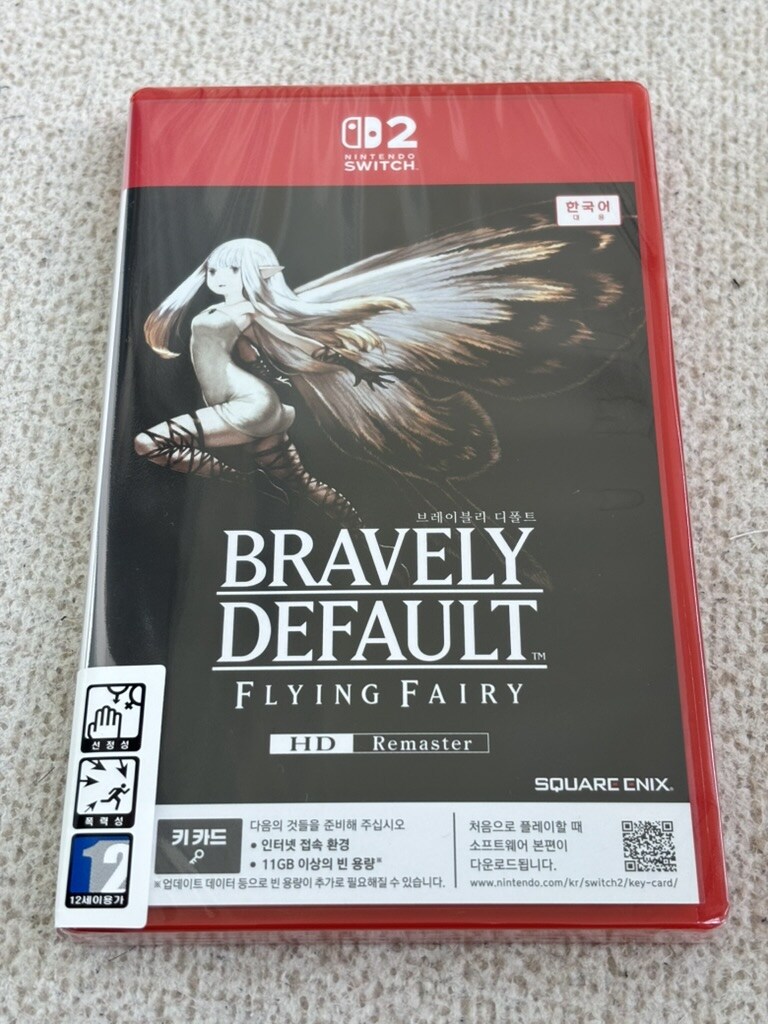 2
NINTENDO
SWITCH™
한국어
대 응
브레이블리 디폴트
BRAVELY
DEFAULT™
FLYING FAIRY
HD Remaster
SQUARE ENIX®
선정성
폭력성
12
12세이용가
키 카드
다음의 것들을 준비해 주십시오
• 인터넷 접속 환경
• 11GB 이상의 빈 용량※
※업데이트 데이터 등으로 빈 용량이 추가로 필요해질 수 있습니다.
처음으로 플레이할 때
소프트웨어 본편이
다운로드됩니다.
www.nintendo.com/kr/switch2/key-card/